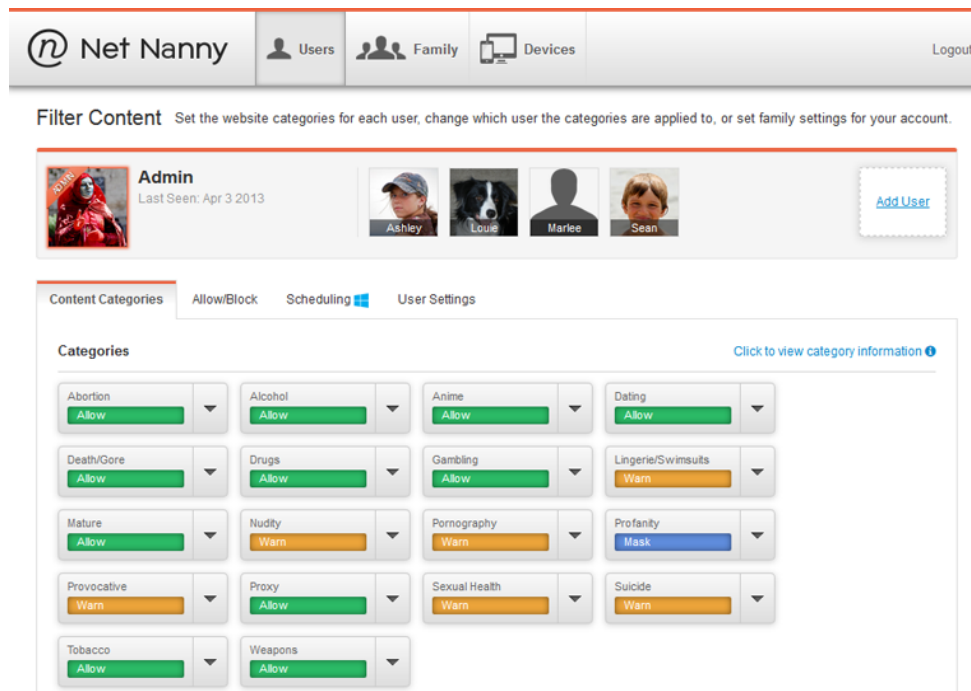 n Net Nanny
Users
Family
Devices
Logout
Filter Content Set the website categories for each user, change which user the categories are applied to, or set family settings for your account.
ADMIN
Admin
Last Seen: Apr 3 2013
Ashley
Louie
Marlee
Sean
Add User
Content Categories
Allow/Block
Scheduling
User Settings
Categories
Click to view category information i
Abortion
Allow
Alcohol
Allow
Anime
Allow
Dating
Allow
Death/Gore
Allow
Drugs
Allow
Gambling
Allow
Lingerie/Swimsuits
Warn
Mature
Allow
Nudity
Warn
Pornography
Warn
Profanity
Mask
Provocative
Warn
Proxy
Allow
Sexual Health
Warn
Suicide
Warn
Tobacco
Allow
Weapons
Allow